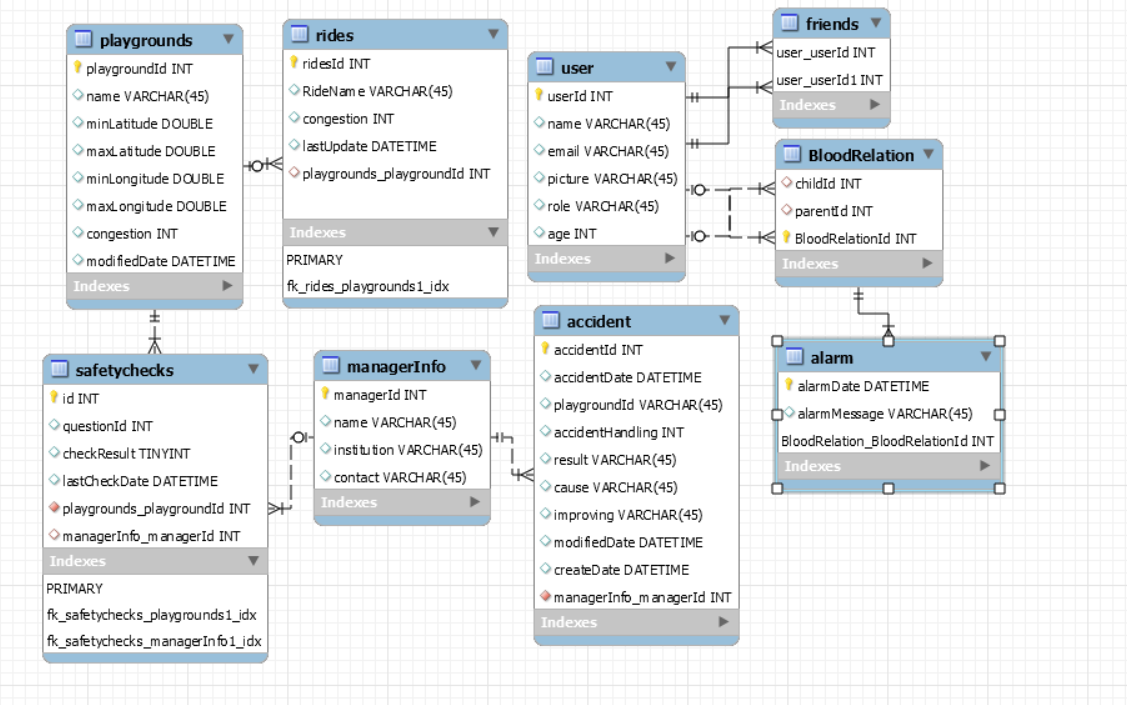 playgrounds
playgroundId INT
name VARCHAR(45)
minLatitude DOUBLE
maxLatitude DOUBLE
minLongitude DOUBLE
maxLongitude DOUBLE
congestion INT
modifiedDate DATETIME
Indexes
rides
ridesId INT
RideName VARCHAR(45)
congestion INT
lastUpdate DATETIME
playgrounds_playgroundId INT
Indexes
PRIMARY
fk_rides_playgrounds1_idx
user
userId INT
name VARCHAR(45)
email VARCHAR(45)
picture VARCHAR(45)
role VARCHAR(45)
age INT
Indexes
friends
user_userId INT
user_userId1 INT
Indexes
BloodRelation
childId INT
parentId INT
BloodRelationId INT
Indexes
safetychecks
id INT
questionId INT
checkResult TINYINT
lastCheckDate DATETIME
playgrounds_playgroundId INT
managerInfo_managerId INT
Indexes
PRIMARY
fk_safetychecks_playgrounds1_idx
fk_safetychecks_managerInfo1_idx
managerInfo
managerId INT
name VARCHAR(45)
institution VARCHAR(45)
contact VARCHAR(45)
Indexes
accident
accidentId INT
accidentDate DATETIME
playgroundId VARCHAR(45)
accidentHandling INT
result VARCHAR(45)
cause VARCHAR(45)
improving VARCHAR(45)
modifiedDate DATETIME
createDate DATETIME
managerInfo_managerId INT
Indexes
alarm
alarmDate DATETIME
alarmMessage VARCHAR(45)
BloodRelation_BloodRelationId INT
Indexes